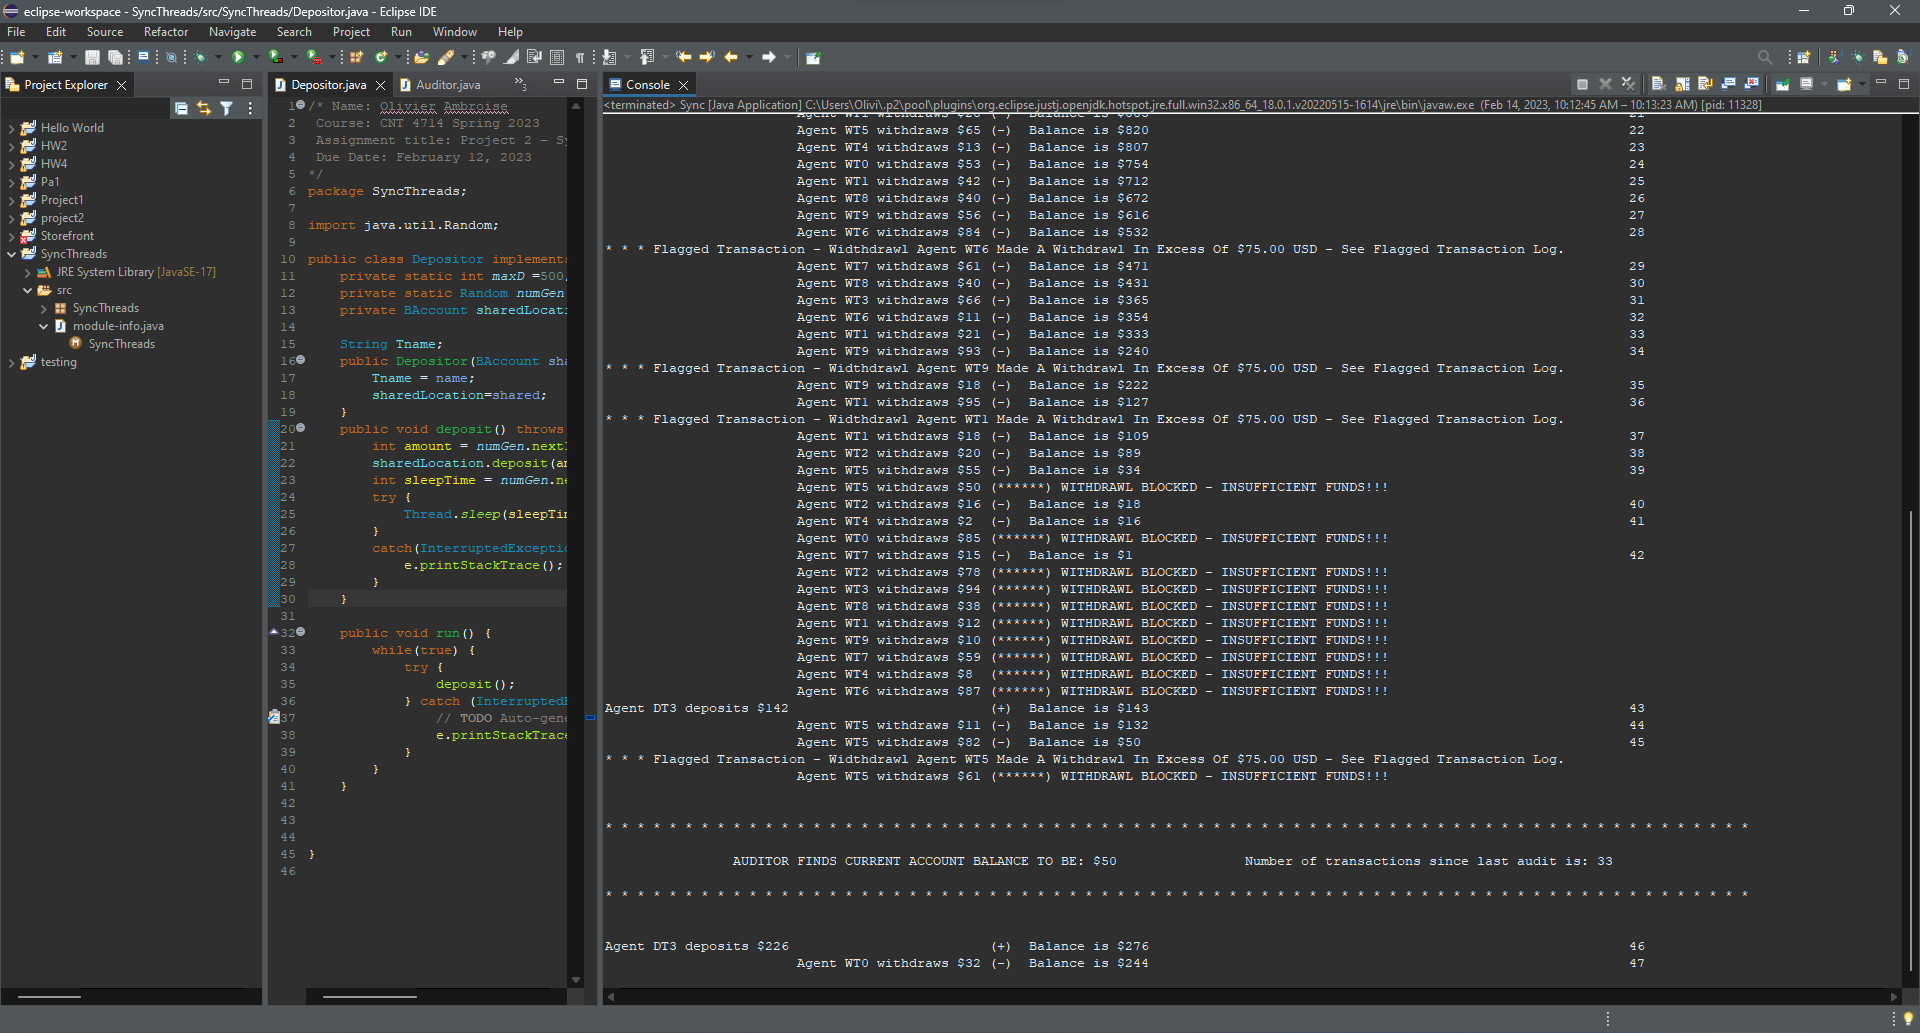 eclipse-workspace - SyncThreads/src/SyncThreads/Depositor.java - Eclipse IDE
File Edit Source Refactor Navigate Search Project Run Window Help
Project Explorer
Hello World
HW2
HW4
Pa1
Project1
project2
Storefront
SyncThreads
JRE System Library [JavaSE-17]
src
SyncThreads
module-info.java
SyncThreads
testing
Depositor.java Auditor.java »3
1 /* Name: Olivier Ambroise
2 Course: CNT 4714 Spring 2023
3 Assignment title: Project 2 - Sy
4 Due Date: February 12, 2023
5 */
6 package SyncThreads;
7
8 import java.util.Random;
9
10 public class Depositor implements
11 private static int maxD =500
12 private static Random numGen
13 private BAccount sharedLocati
14
15 String Tname;
16 public Depositor(BAccount sha
17 Tname = name;
18 sharedLocation=shared;
19 }
20 public void deposit() throws
21 int amount = numGen.nextI
22 sharedLocation.deposit(am
23 int sleepTime = numGen.ne
24 try {
25 Thread.sleep(sleepTim
26 }
27 catch(InterruptedExceptio
28 e.printStackTrace();
29 }
30 }
31
32 public void run() {
33 while(true) {
34 try {
35 deposit();
36 } catch (InterruptedE
37 // TODO Auto-gene
38 e.printStackTrace
39 }
40 }
41 }
42
43
44
45 }
46
Console
<terminated> Sync [Java Application] C:\Users\Olivi\.p2\pool\plugins\org.eclipse.justj.openjdk.hotspot.jre.full.win32.x86_64_18.0.1.v20220515-1614\jre\bin\javaw.exe (Feb 14, 2023, 10:12:45 AM – 10:13:23 AM) [pid: 11328]
Agent WT5 withdraws $65 (-) Balance is $820 22
Agent WT4 withdraws $13 (-) Balance is $807 23
Agent WT0 withdraws $53 (-) Balance is $754 24
Agent WT1 withdraws $42 (-) Balance is $712 25
Agent WT8 withdraws $40 (-) Balance is $672 26
Agent WT9 withdraws $56 (-) Balance is $616 27
Agent WT6 withdraws $84 (-) Balance is $532 28
* * * Flagged Transaction - Widthdrawl Agent WT6 Made A Withdrawl In Excess Of $75.00 USD - See Flagged Transaction Log.
Agent WT7 withdraws $61 (-) Balance is $471 29
Agent WT8 withdraws $40 (-) Balance is $431 30
Agent WT3 withdraws $66 (-) Balance is $365 31
Agent WT6 withdraws $11 (-) Balance is $354 32
Agent WT1 withdraws $21 (-) Balance is $333 33
Agent WT9 withdraws $93 (-) Balance is $240 34
* * * Flagged Transaction - Widthdrawl Agent WT9 Made A Withdrawl In Excess Of $75.00 USD - See Flagged Transaction Log.
Agent WT9 withdraws $18 (-) Balance is $222 35
Agent WT1 withdraws $95 (-) Balance is $127 36
* * * Flagged Transaction - Widthdrawl Agent WT1 Made A Withdrawl In Excess Of $75.00 USD - See Flagged Transaction Log.
Agent WT1 withdraws $18 (-) Balance is $109 37
Agent WT2 withdraws $20 (-) Balance is $89 38
Agent WT5 withdraws $55 (-) Balance is $34 39
Agent WT5 withdraws $50 (******) WITHDRAWL BLOCKED - INSUFFICIENT FUNDS!!!
Agent WT2 withdraws $16 (-) Balance is $18 40
Agent WT4 withdraws $2 (-) Balance is $16 41
Agent WT0 withdraws $85 (******) WITHDRAWL BLOCKED - INSUFFICIENT FUNDS!!!
Agent WT7 withdraws $15 (-) Balance is $1 42
Agent WT2 withdraws $78 (******) WITHDRAWL BLOCKED - INSUFFICIENT FUNDS!!!
Agent WT3 withdraws $94 (******) WITHDRAWL BLOCKED - INSUFFICIENT FUNDS!!!
Agent WT8 withdraws $38 (******) WITHDRAWL BLOCKED - INSUFFICIENT FUNDS!!!
Agent WT1 withdraws $12 (******) WITHDRAWL BLOCKED - INSUFFICIENT FUNDS!!!
Agent WT9 withdraws $10 (******) WITHDRAWL BLOCKED - INSUFFICIENT FUNDS!!!
Agent WT7 withdraws $59 (******) WITHDRAWL BLOCKED - INSUFFICIENT FUNDS!!!
Agent WT4 withdraws $8 (******) WITHDRAWL BLOCKED - INSUFFICIENT FUNDS!!!
Agent WT6 withdraws $87 (******) WITHDRAWL BLOCKED - INSUFFICIENT FUNDS!!!
Agent DT3 deposits $142 (+) Balance is $143 43
Agent WT5 withdraws $11 (-) Balance is $132 44
Agent WT5 withdraws $82 (-) Balance is $50 45
* * * Flagged Transaction - Widthdrawl Agent WT5 Made A Withdrawl In Excess Of $75.00 USD - See Flagged Transaction Log.
Agent WT5 withdraws $61 (******) WITHDRAWL BLOCKED - INSUFFICIENT FUNDS!!!
* * * * * * * * * * * * * * * * * * * * * * * * * * * * * * * * * * * * * * * * * * * * * * * * * * * * * * * * * * * * * * * * * * * * * * * *
AUDITOR FINDS CURRENT ACCOUNT BALANCE TO BE: $50 Number of transactions since last audit is: 33
* * * * * * * * * * * * * * * * * * * * * * * * * * * * * * * * * * * * * * * * * * * * * * * * * * * * * * * * * * * * * * * * * * * * * * * *
Agent DT3 deposits $226 (+) Balance is $276 46
Agent WT0 withdraws $32 (-) Balance is $244 47